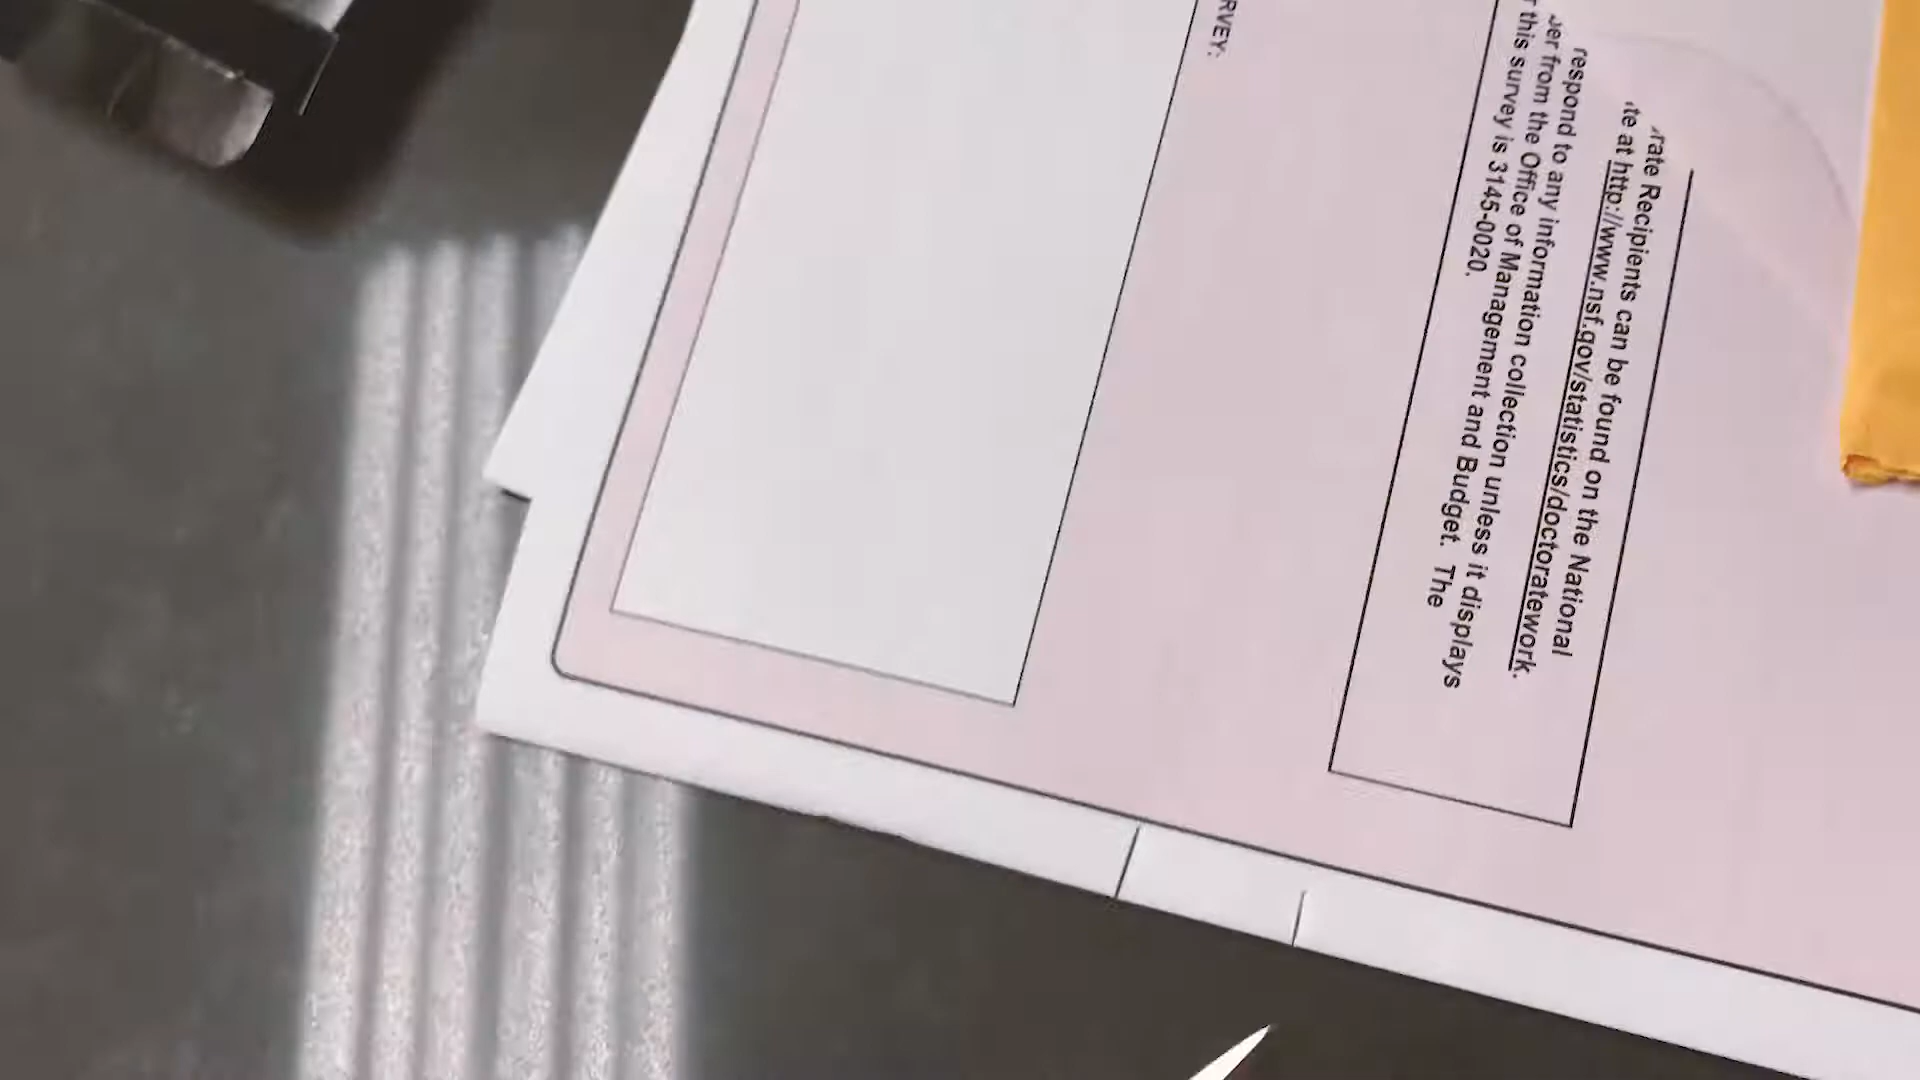 RVEY:
this survey is 3145-0020.
from the Office of Management and Budget. The
respond to any information collection unless it displays
te at http://www.nsf.gov/statistics/doctoratework.
rate Recipients can be found on the National